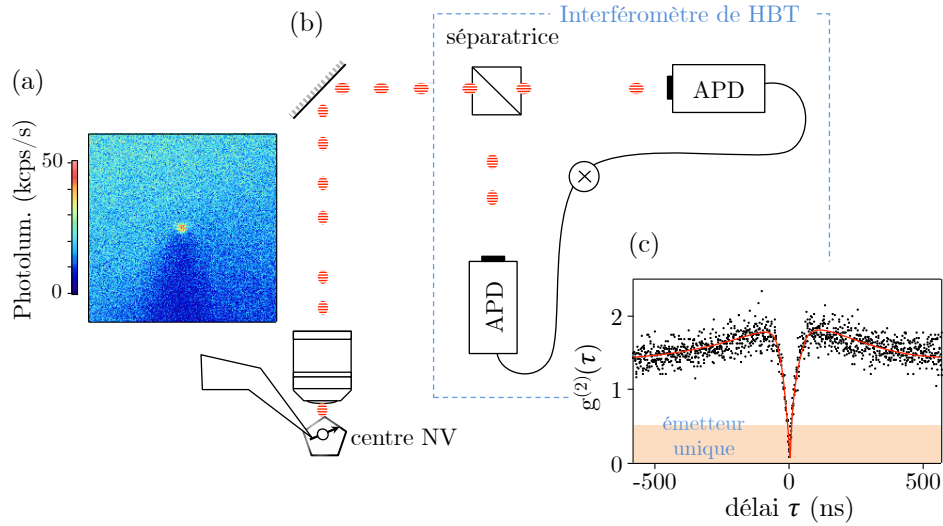 (a)
Photolum. (kcps/s)
50
0
(b)
Interféromètre de HBT
séparatrice
APD
APD
centre NV
(c)
g⁽²⁾(τ)
2
1
0
émetteur
unique
-500
0
500
délai τ (ns)